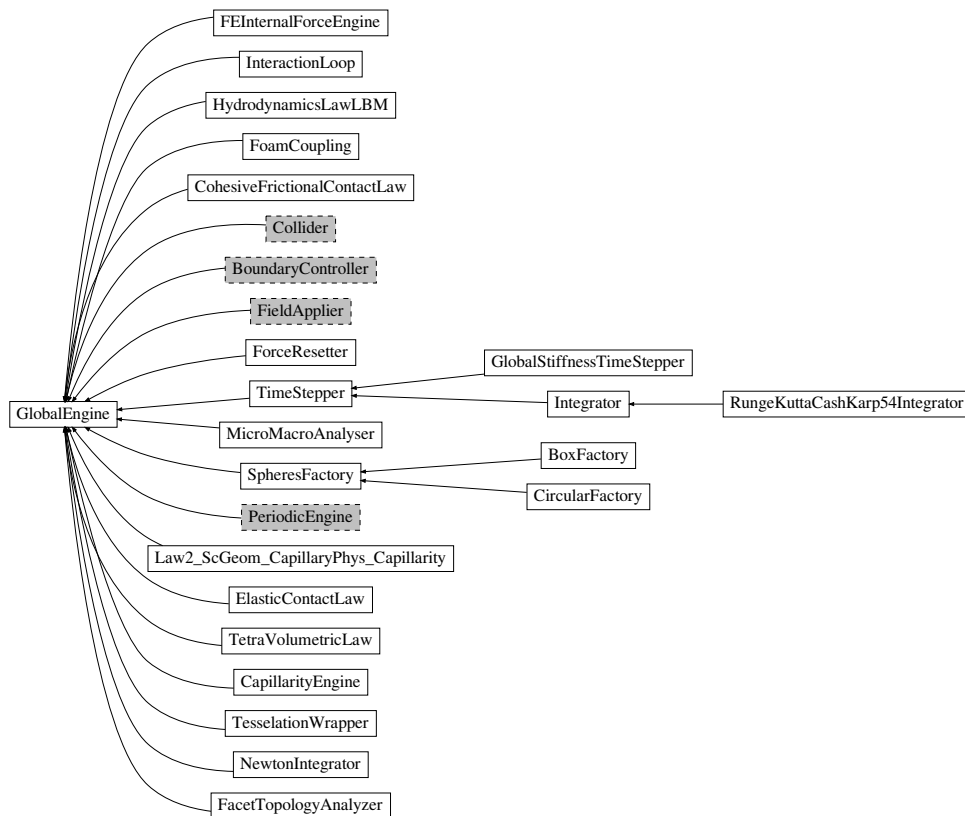 FEInternalForceEngine
InteractionLoop
HydrodynamicsLawLBM
FoamCoupling
CohesiveFrictionalContactLaw
Collider
BoundaryController
FieldApplier
ForceResetter
GlobalStiffnessTimeStepper
TimeStepper
Integrator
RungeKuttaCashKarp54Integrator
GlobalEngine
MicroMacroAnalyser
BoxFactory
SpheresFactory
CircularFactory
PeriodicEngine
Law2_ScGeom_CapillaryPhys_Capillarity
ElasticContactLaw
TetraVolumetricLaw
CapillarityEngine
TesselationWrapper
NewtonIntegrator
FacetTopologyAnalyzer